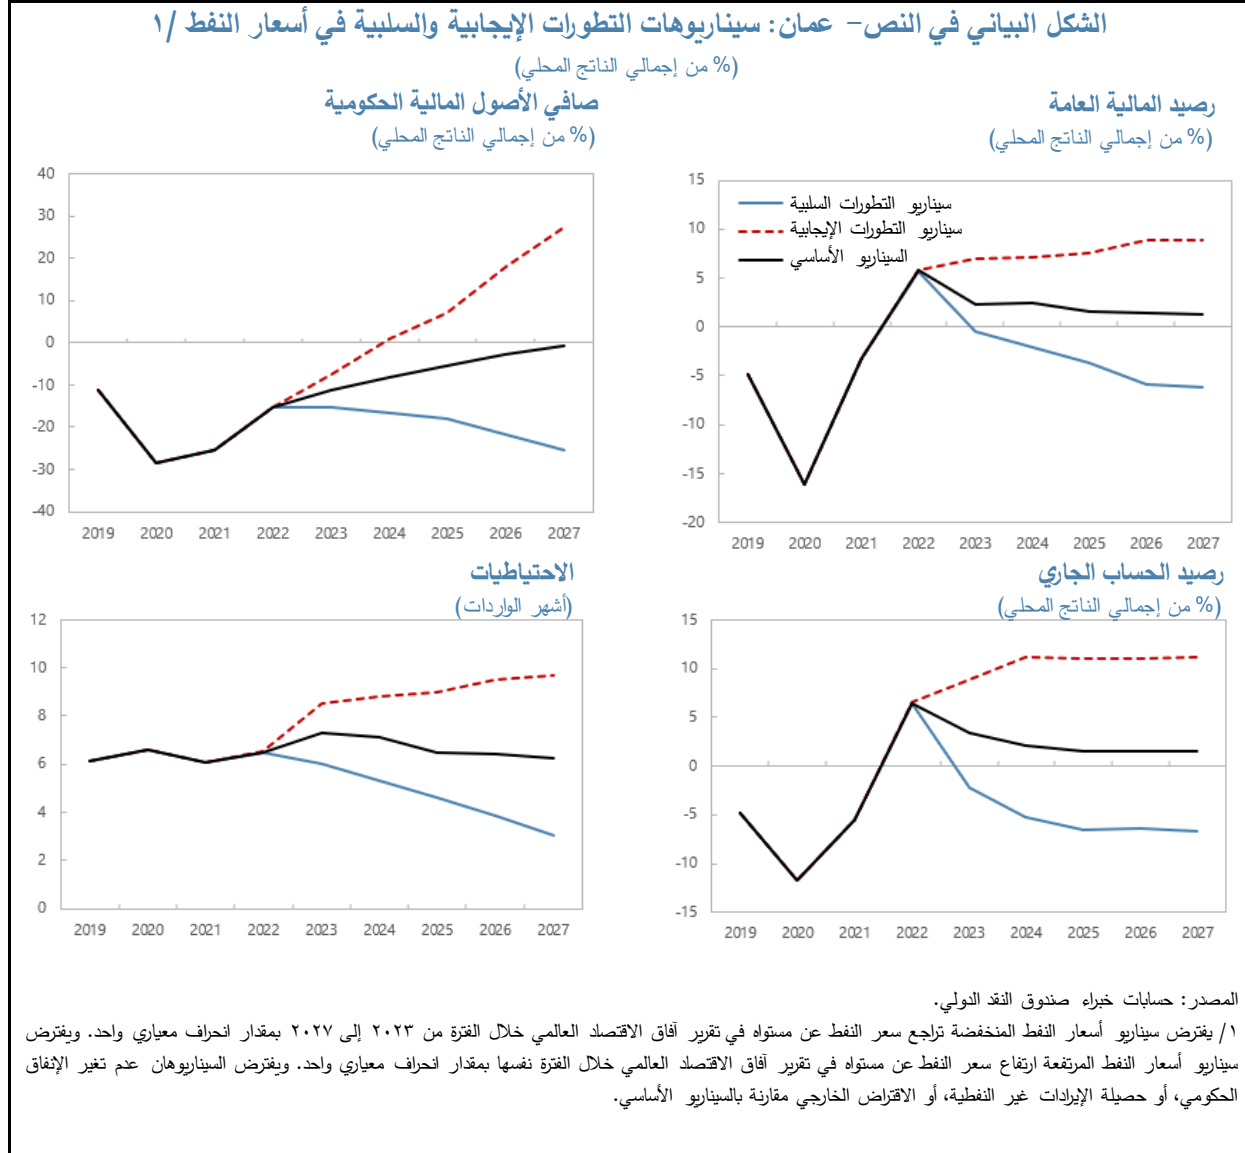 الشكل البياني في النص– عمان: سيناريوهات التطورات الإيجابية والسلبية في أسعار النفط /١
(% من إجمالي الناتج المحلي)
رصيد المالية العامة
(% من إجمالي الناتج المحلي)
15
10
5
0
-5
-10
-15
-20
سيناريو التطورات السلبية
سيناريو التطورات الإيجابية
السيناريو الأساسي
2019 2020 2021 2022 2023 2024 2025 2026 2027
صافي الأصول المالية الحكومية
(% من إجمالي الناتج المحلي)
40
30
20
10
0
-10
-20
-30
-40
2019 2020 2021 2022 2023 2024 2025 2026 2027
رصيد الحساب الجاري
(% من إجمالي الناتج المحلي)
15
10
5
0
-5
-10
-15
2019 2020 2021 2022 2023 2024 2025 2026 2027
الاحتياطيات
(أشهر الواردات)
12
10
8
6
4
2
0
2019 2020 2021 2022 2023 2024 2025 2026 2027
المصدر: حسابات خبراء صندوق النقد الدولي.
١/ يفترض سيناريو أسعار النفط المنخفضة تراجع سعر النفط عن مستواه في تقرير آفاق الاقتصاد العالمي خلال الفترة من ٢٠٢٣ إلى ٢٠٢٧ بمقدار انحراف معياري واحد. ويفترض
سيناريو أسعار النفط المرتفعة ارتفاع سعر النفط عن مستواه في تقرير آفاق الاقتصاد العالمي خلال الفترة نفسها بمقدار انحراف معياري واحد. ويفترض السيناريوهان عدم تغير الإنفاق
الحكومي، أو حصيلة الإيرادات غير النفطية، أو الاقتراض الخارجي مقارنة بالسيناريو الأساسي.